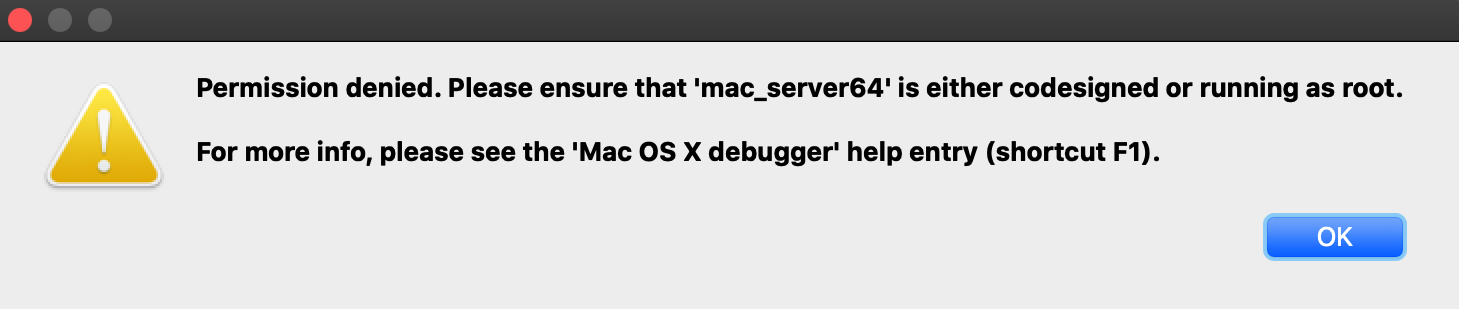 Permission denied. Please ensure that 'mac_server64' is either codesigned or running as root.
For more info, please see the 'Mac OS X debugger' help entry (shortcut F1).
OK